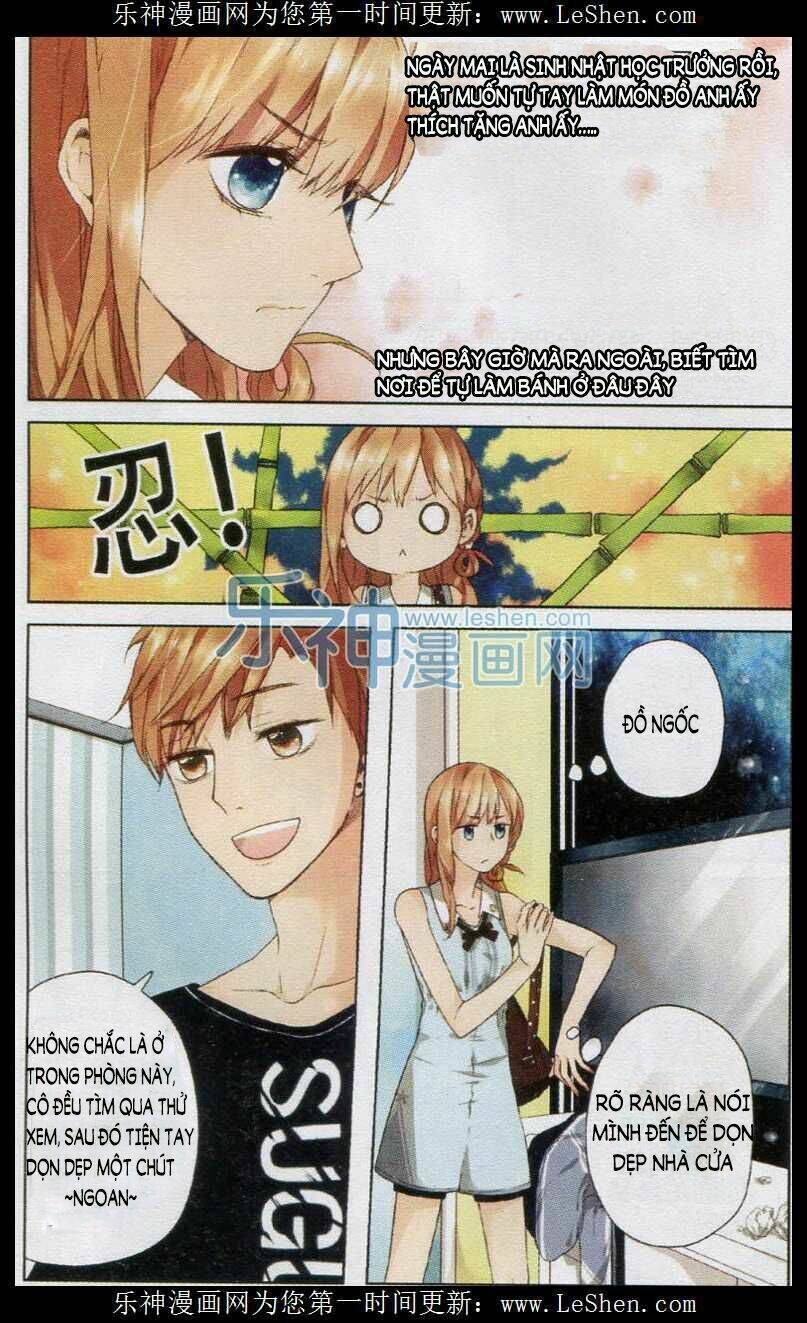 乐神漫画网为您第一时间更新：www.LeShen.com
NGÀY MAI LÀ SINH NHẬT HỌC TRƯỞNG RỒI,
THẬT MUỐN TỰ TAY LÀM MÓN ĐỒ ANH ẤY
THÍCH TẶNG ANH ẤY.....
NHƯNG BÂY GIỜ MÀ RA NGOÀI, BIẾT TÌM
NƠI ĐỂ TỰ LÀM BÁNH Ở ĐÂU ĐÂY
忍！
www.leshen.com
乐神漫画网
ĐỒ NGỐC
KHÔNG CHẮC LÀ Ở
TRONG PHÒNG NÀY,
CÔ ĐỀU TÌM QUA THỬ
XEM, SAU ĐÓ TIỆN TAY
DỌN DẸP MỘT CHÚT
~NGOAN~
RÕ RÀNG LÀ NÓI
MÌNH ĐẾN ĐỂ DỌN
DẸP NHÀ CỬA
乐神漫画网为您第一时间更新：www.LeShen.com